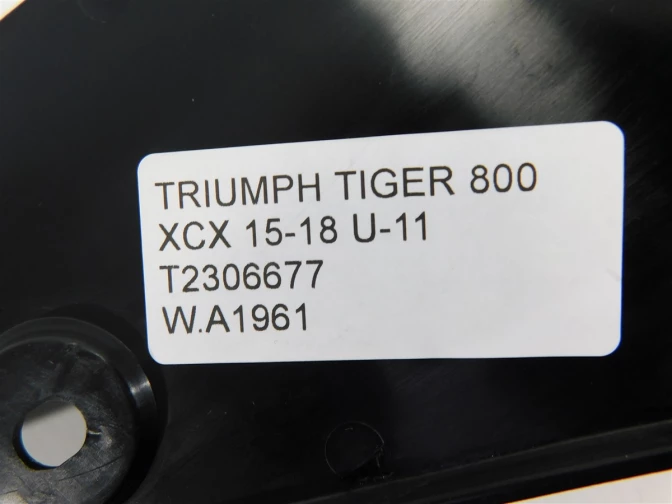 TRIUMPH TIGER 800
XCX 15-18 U-11
T2306677
W.A1961